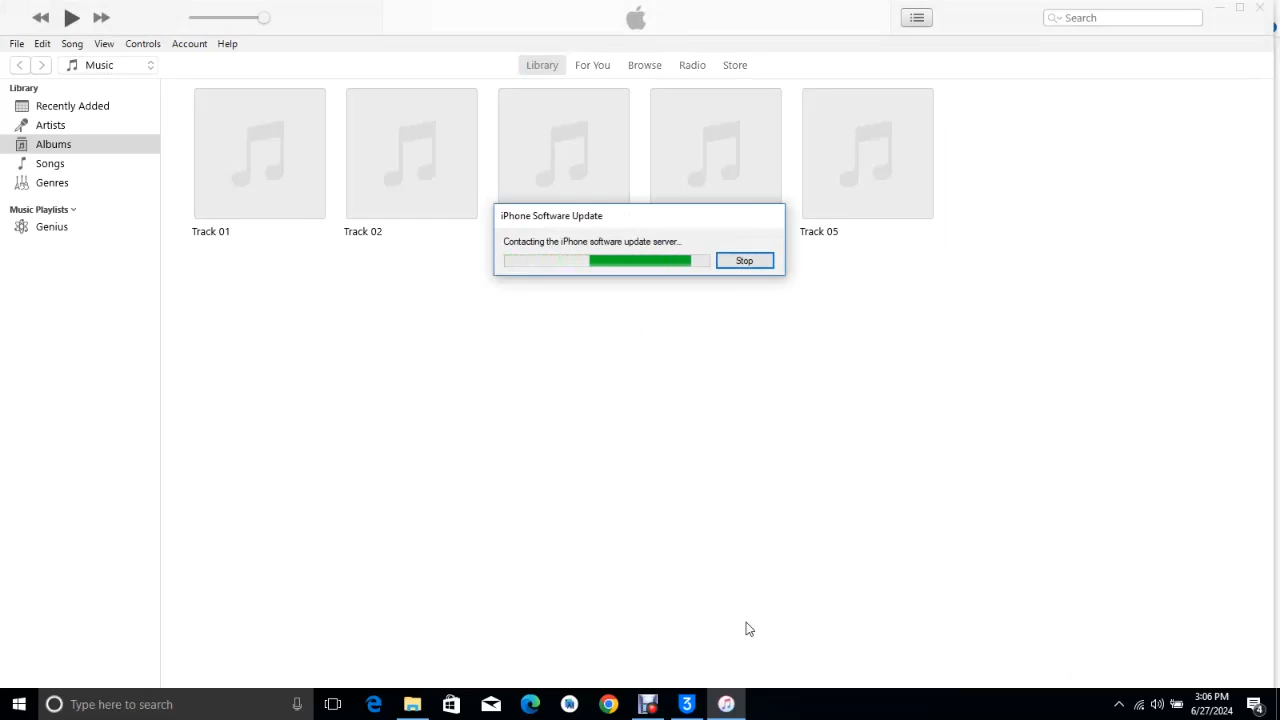 Search
File Edit Song View Controls Account Help
Music
Library For You Browse Radio Store
Library
Recently Added
Artists
Albums
Songs
Genres
Music Playlists
Genius
Track 01
Track 02
Track 05
iPhone Software Update
Contacting the iPhone software update server...
Stop
Type here to search
3:06 PM
6/27/2024
4